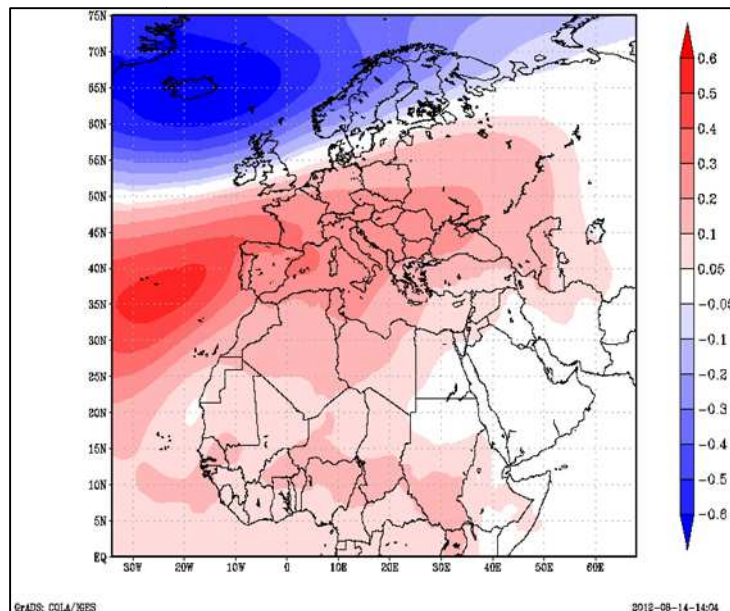 75N
70N
65N
60N
55N
50N
45N
40N
35N
30N
25N
20N
15N
10N
5N
EQ
30W 20W 10W 0 10E 20E 30E 40E 50E 60E
0.6
0.5
0.4
0.3
0.2
0.1
0.05
-0.05
-0.1
-0.2
-0.3
-0.4
-0.5
-0.6
GrADS: COLA/IGES
2012-08-14-14:04